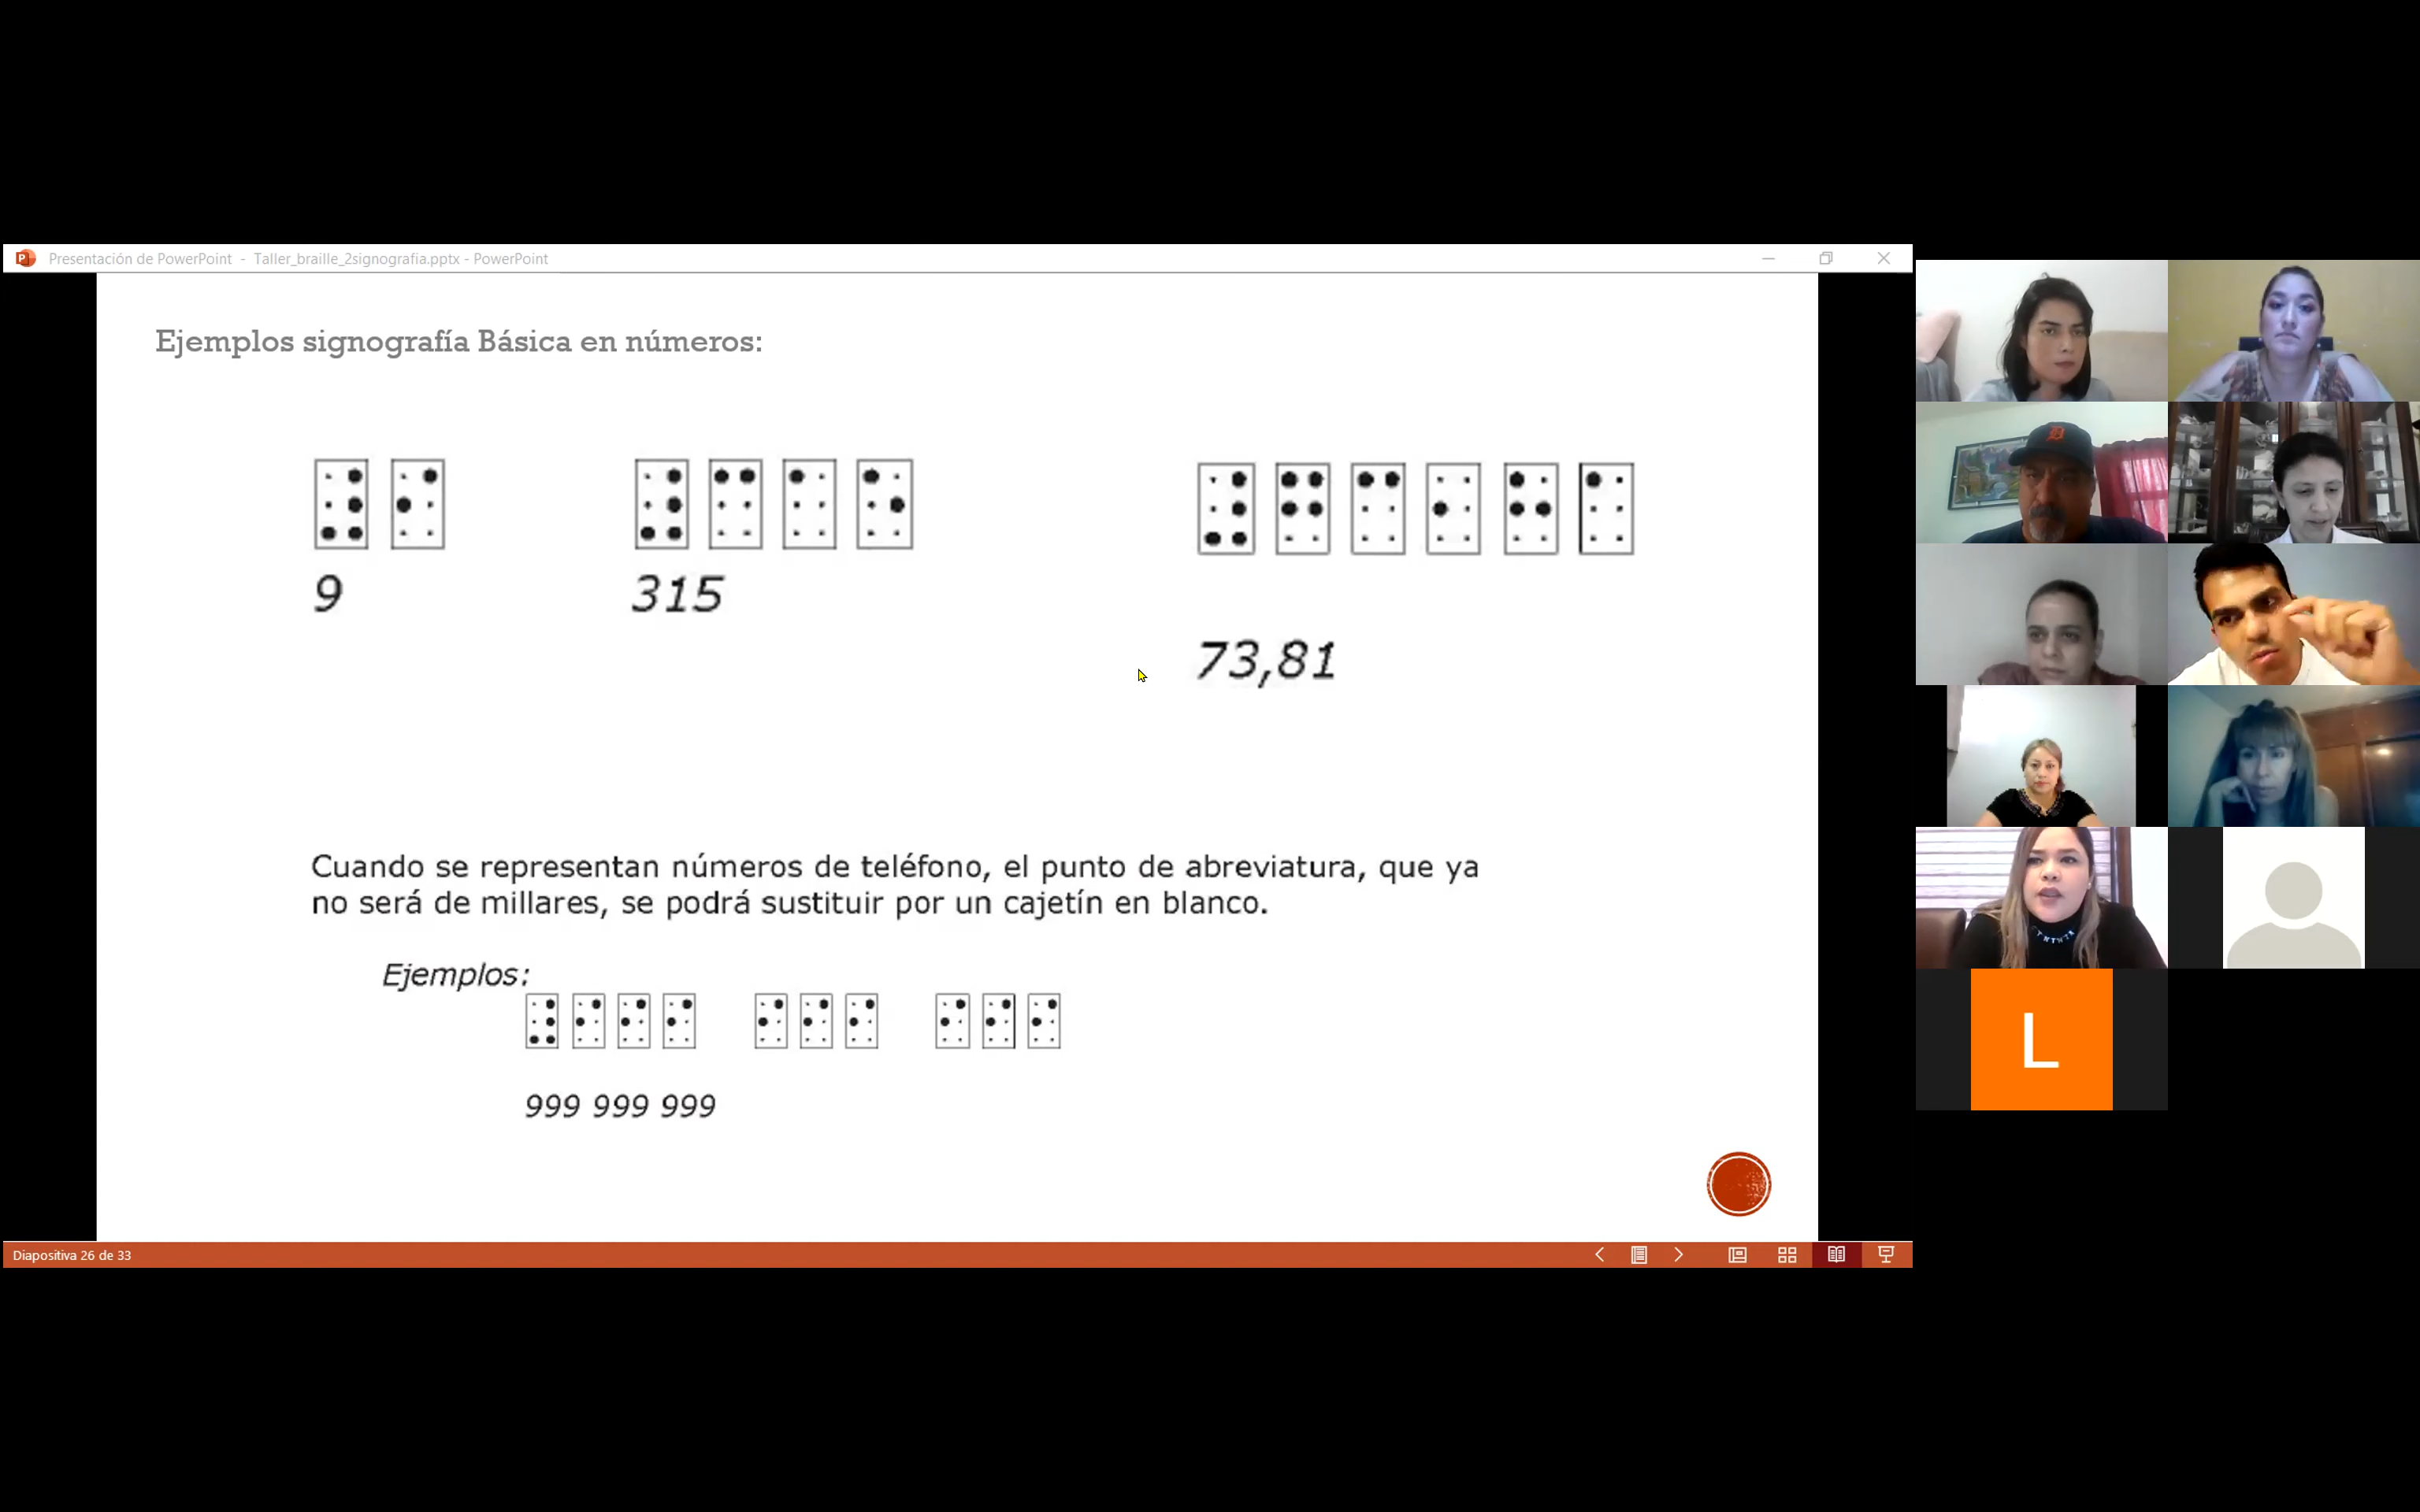 Presentación de PowerPoint - Taller_braille_2signografia.pptx - PowerPoint
Ejemplos signografía Básica en números:
9
315
73,81
Cuando se representan números de teléfono, el punto de abreviatura, que ya
no será de millares, se podrá sustituir por un cajetín en blanco.
Ejemplos:
999 999 999
Diapositiva 26 de 33
L